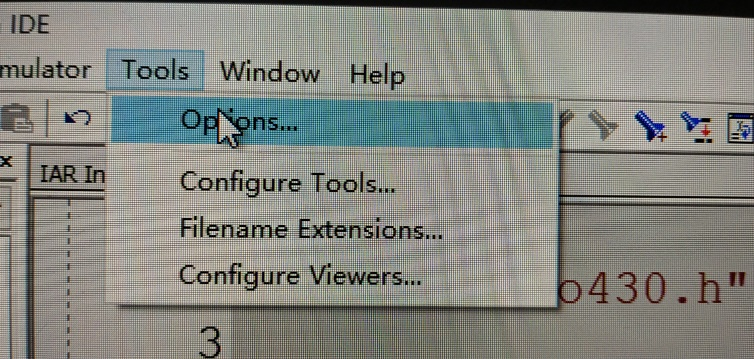 IDE
mulator Tools Window Help
Options...
IAR In
Configure Tools...
Filename Extensions...
Configure Viewers...
o430.h"
3